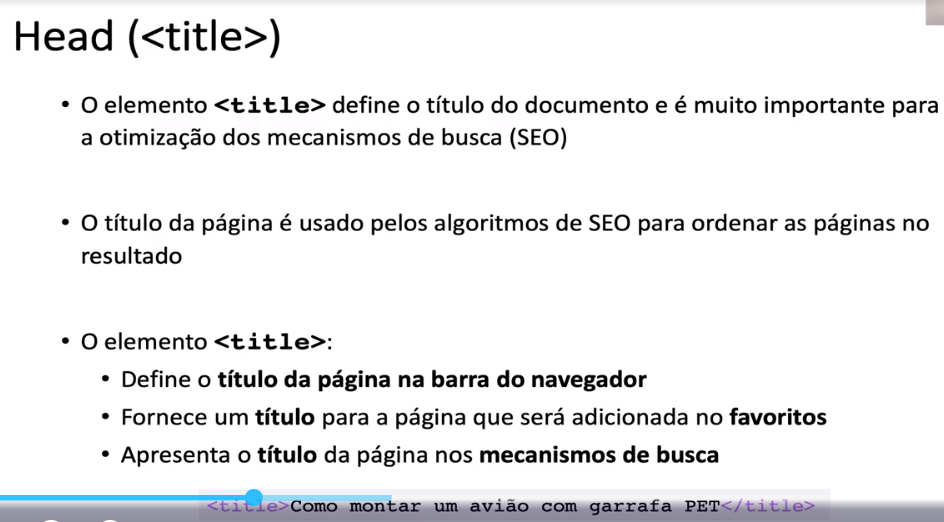 Head (<title>)
• O elemento <title> define o título do documento e é muito importante para
a otimização dos mecanismos de busca (SEO)
• O título da página é usado pelos algoritmos de SEO para ordenar as páginas no
resultado
• O elemento <title>:
• Define o título da página na barra do navegador
• Fornece um título para a página que será adicionada no favoritos
• Apresenta o título da página nos mecanismos de busca
<title>Como montar um avião com garrafa PET</title>